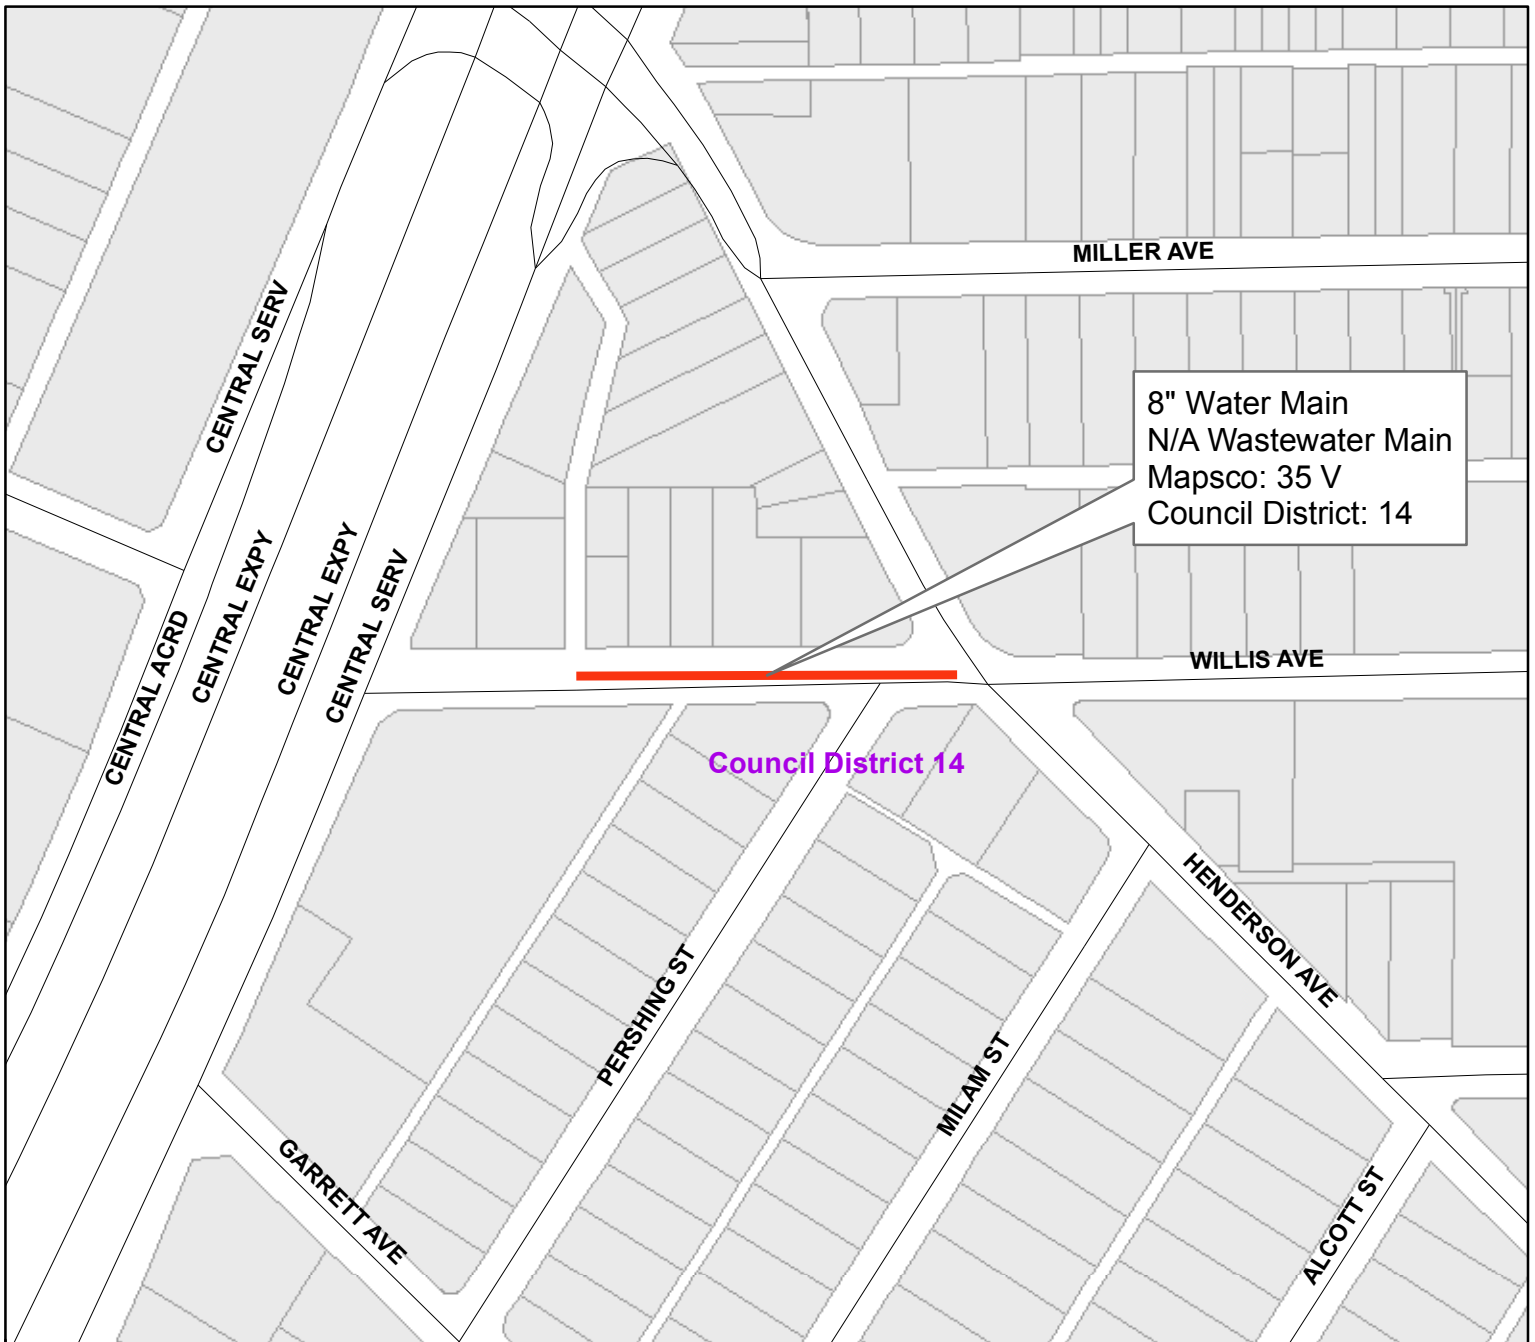 MILLER AVE
CENTRAL SERV
8" Water Main
N/A Wastewater Main
Mapsco: 35 V
Council District: 14
CENTRAL EXPY
CENTRAL EXPY
CENTRAL SERV
CENTRAL ACRD
WILLIS AVE
Council District 14
HENDERSON AVE
PERSHING ST
MILAM ST
GARRETT AVE
ALCOTT ST